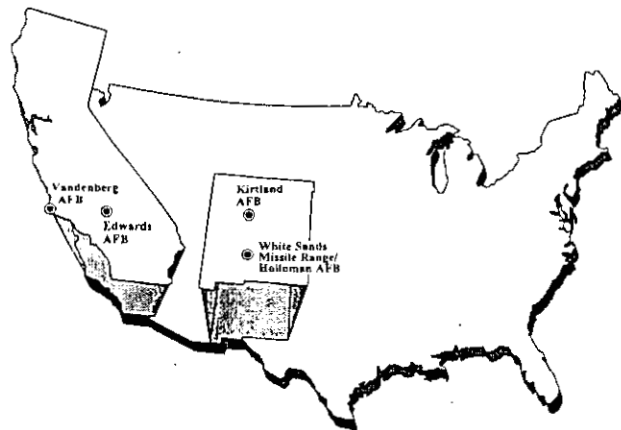 Vandenberg
AFB
Edwards
AFB
Kirtland
AFB
White Sands
Missile Range/
Holloman AFB